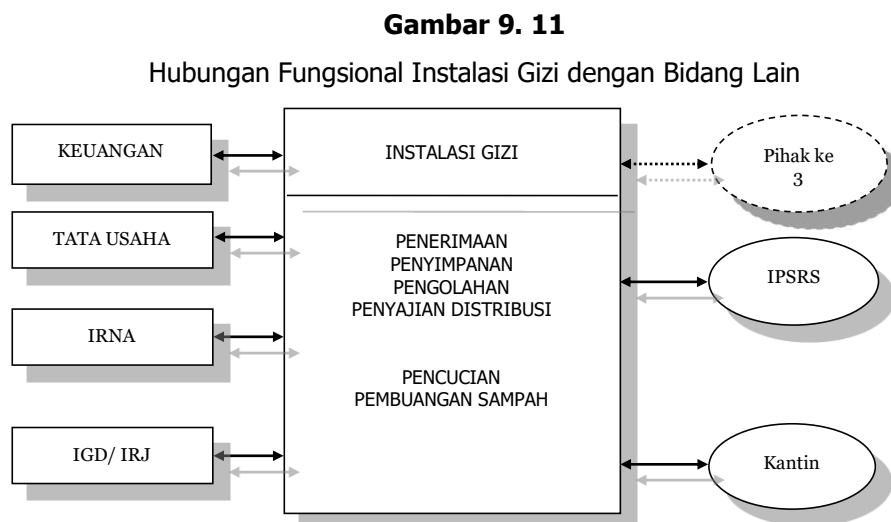 Gambar 9. 11
Hubungan Fungsional Instalasi Gizi dengan Bidang Lain
KEUANGAN
TATA USAHA
IRNA
IGD/ IRJ
INSTALASI GIZI
PENERIMAAN
PENYIMPANAN
PENGOLAHAN
PENYAJIAN DISTRIBUSI
PENCUCIAN
PEMBUANGAN SAMPAH
Pihak ke
3
IPSRS
Kantin